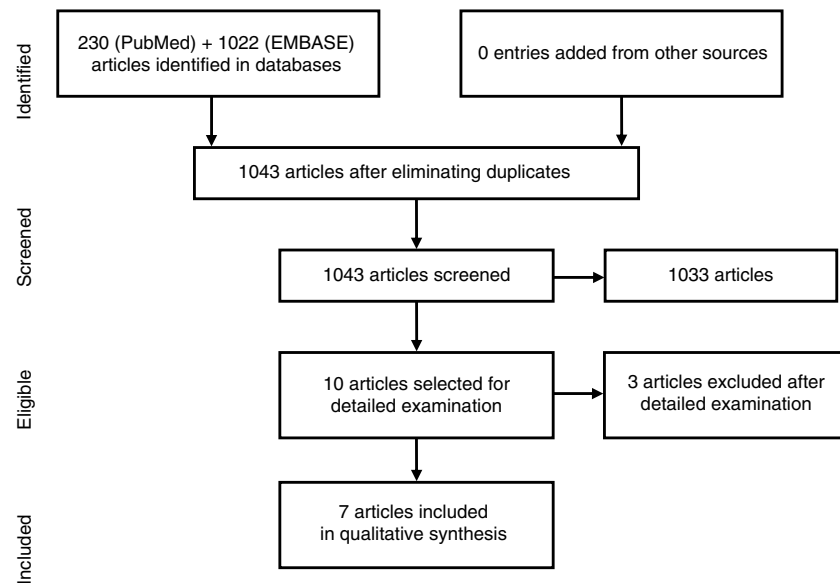 Identified
230 (PubMed) + 1022 (EMBASE)
articles identified in databases
0 entries added from other sources
1043 articles after eliminating duplicates
Screened
1043 articles screened
1033 articles
Eligible
10 articles selected for
detailed examination
3 articles excluded after
detailed examination
Included
7 articles included
in qualitative synthesis